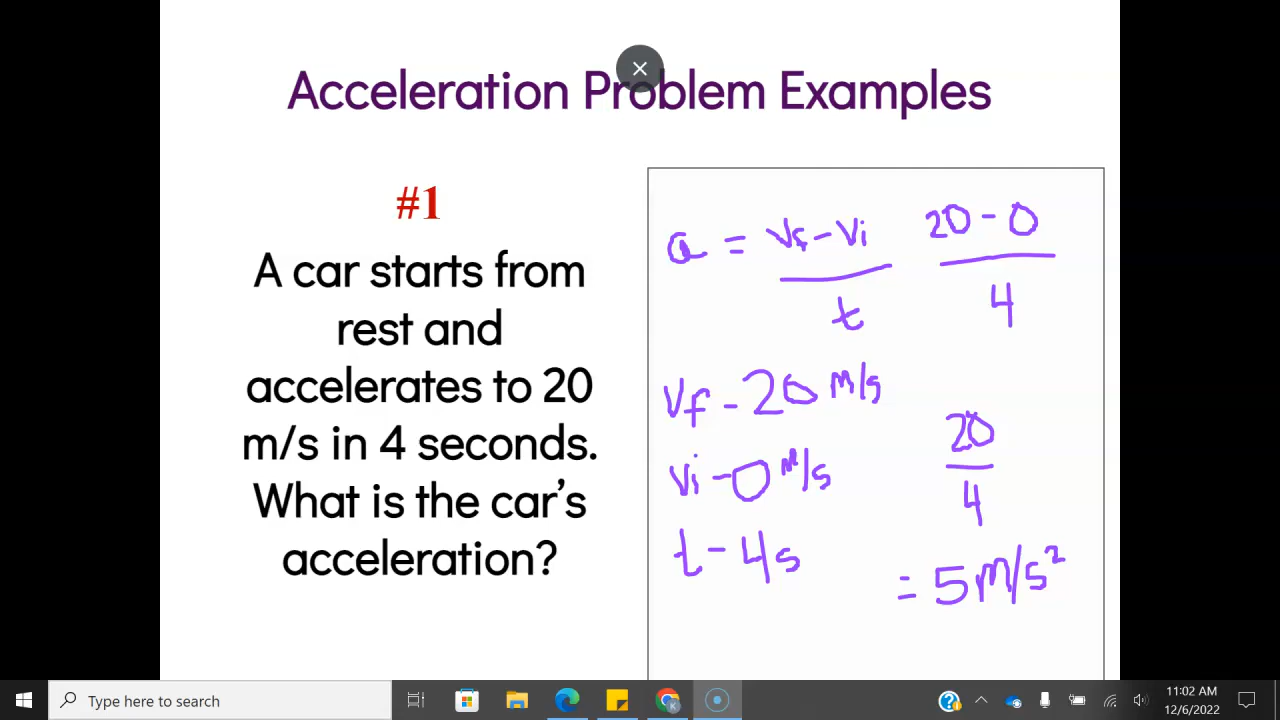 Acceleration Problem Examples
#1
A car starts from
rest and
accelerates to 20
m/s in 4 seconds.
What is the car's
acceleration?
a = Vf - Vi 20 - 0
t 4
Vf - 20 m/s
Vi - 0 m/s
t - 4s
20
4
= 5m/s²
Type here to search
11:02 AM
12/6/2022